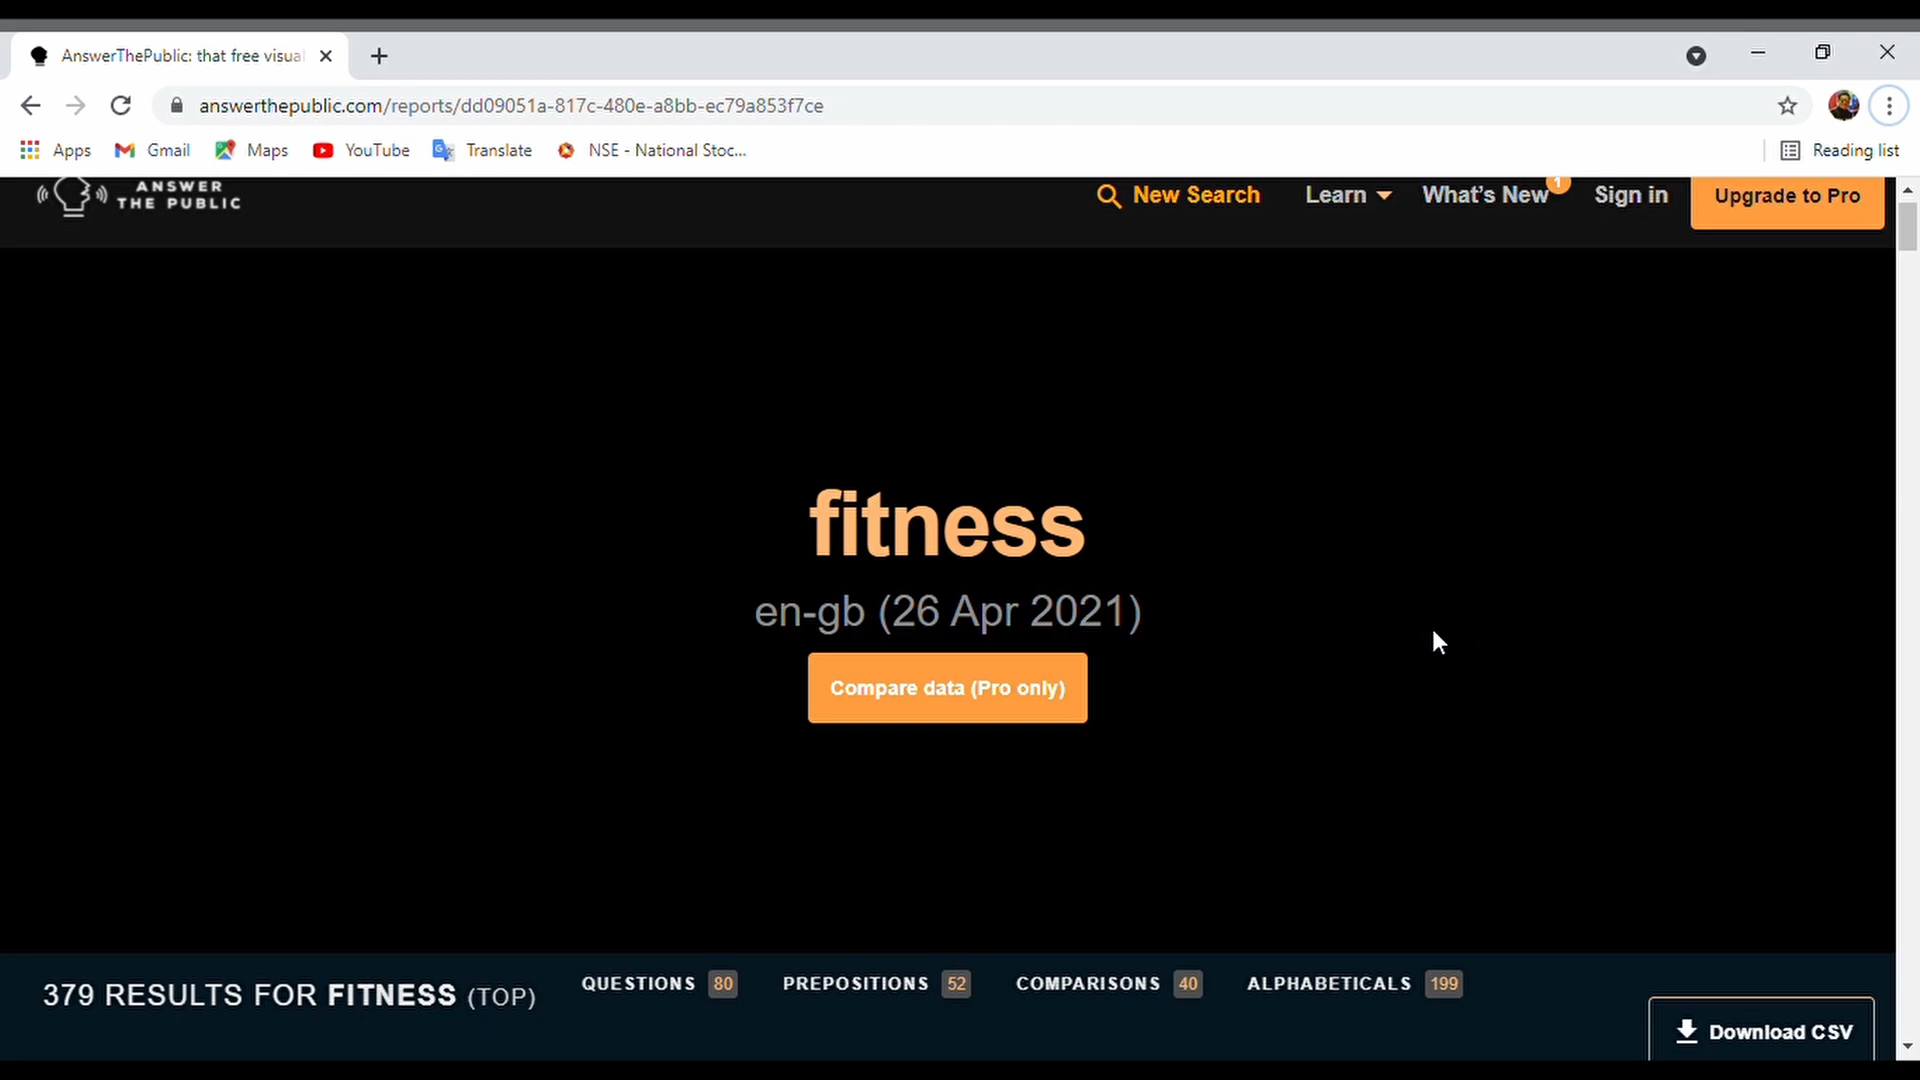 AnswerThePublic: that free visua
answerthepublic.com/reports/dd09051a-817c-480e-a8bb-ec79a853f7ce
Apps Gmail Maps YouTube Translate NSE - National Stoc... Reading list
ANSWER
THE PUBLIC
New Search Learn What's New 1 Sign in Upgrade to Pro
fitness
en-gb (26 Apr 2021)
Compare data (Pro only)
379 RESULTS FOR FITNESS (TOP) QUESTIONS 80 PREPOSITIONS 52 COMPARISONS 40 ALPHABETICALS 199
Download CSV